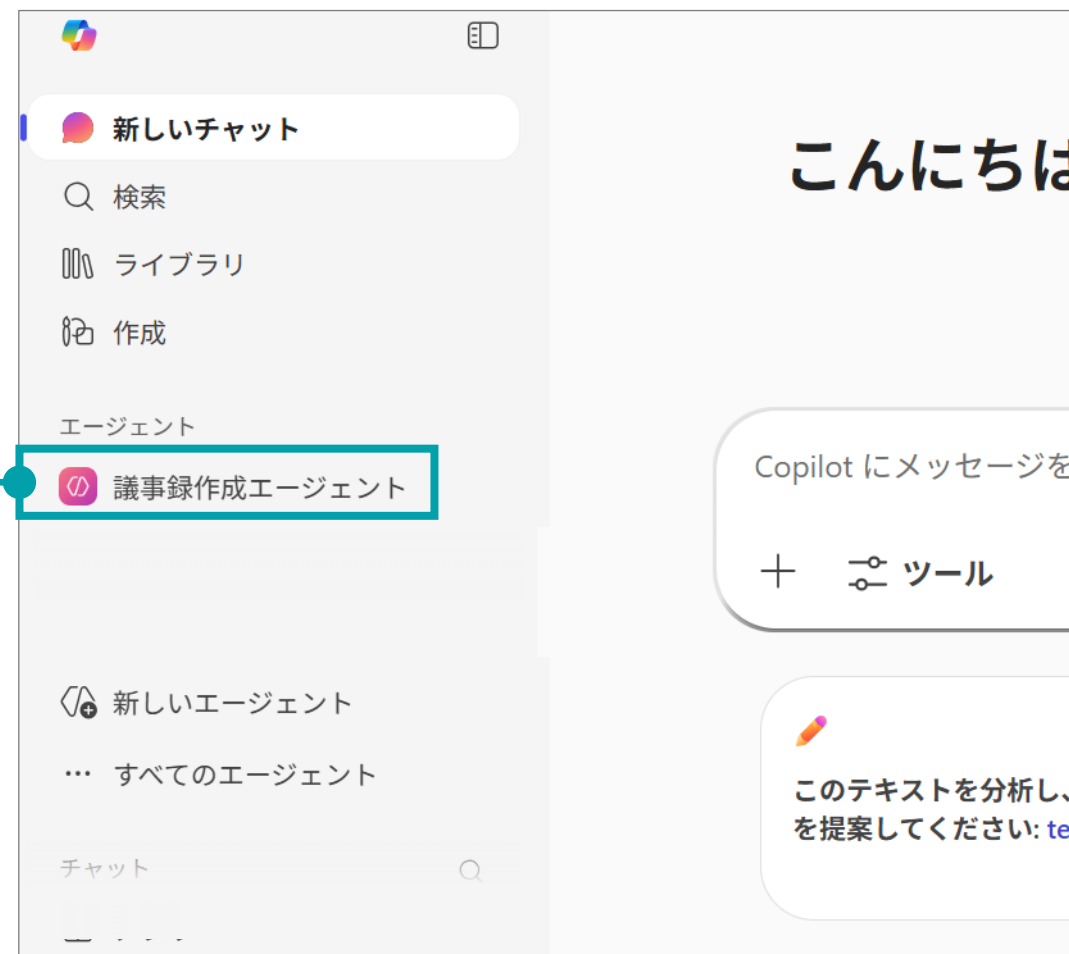 新しいチャット
検索
ライブラリ
作成
エージェント
議事録作成エージェント
新しいエージェント
すべてのエージェント
チャット
こんにちは
Copilot にメッセージを
ツール
このテキストを分析し、
を提案してください: te